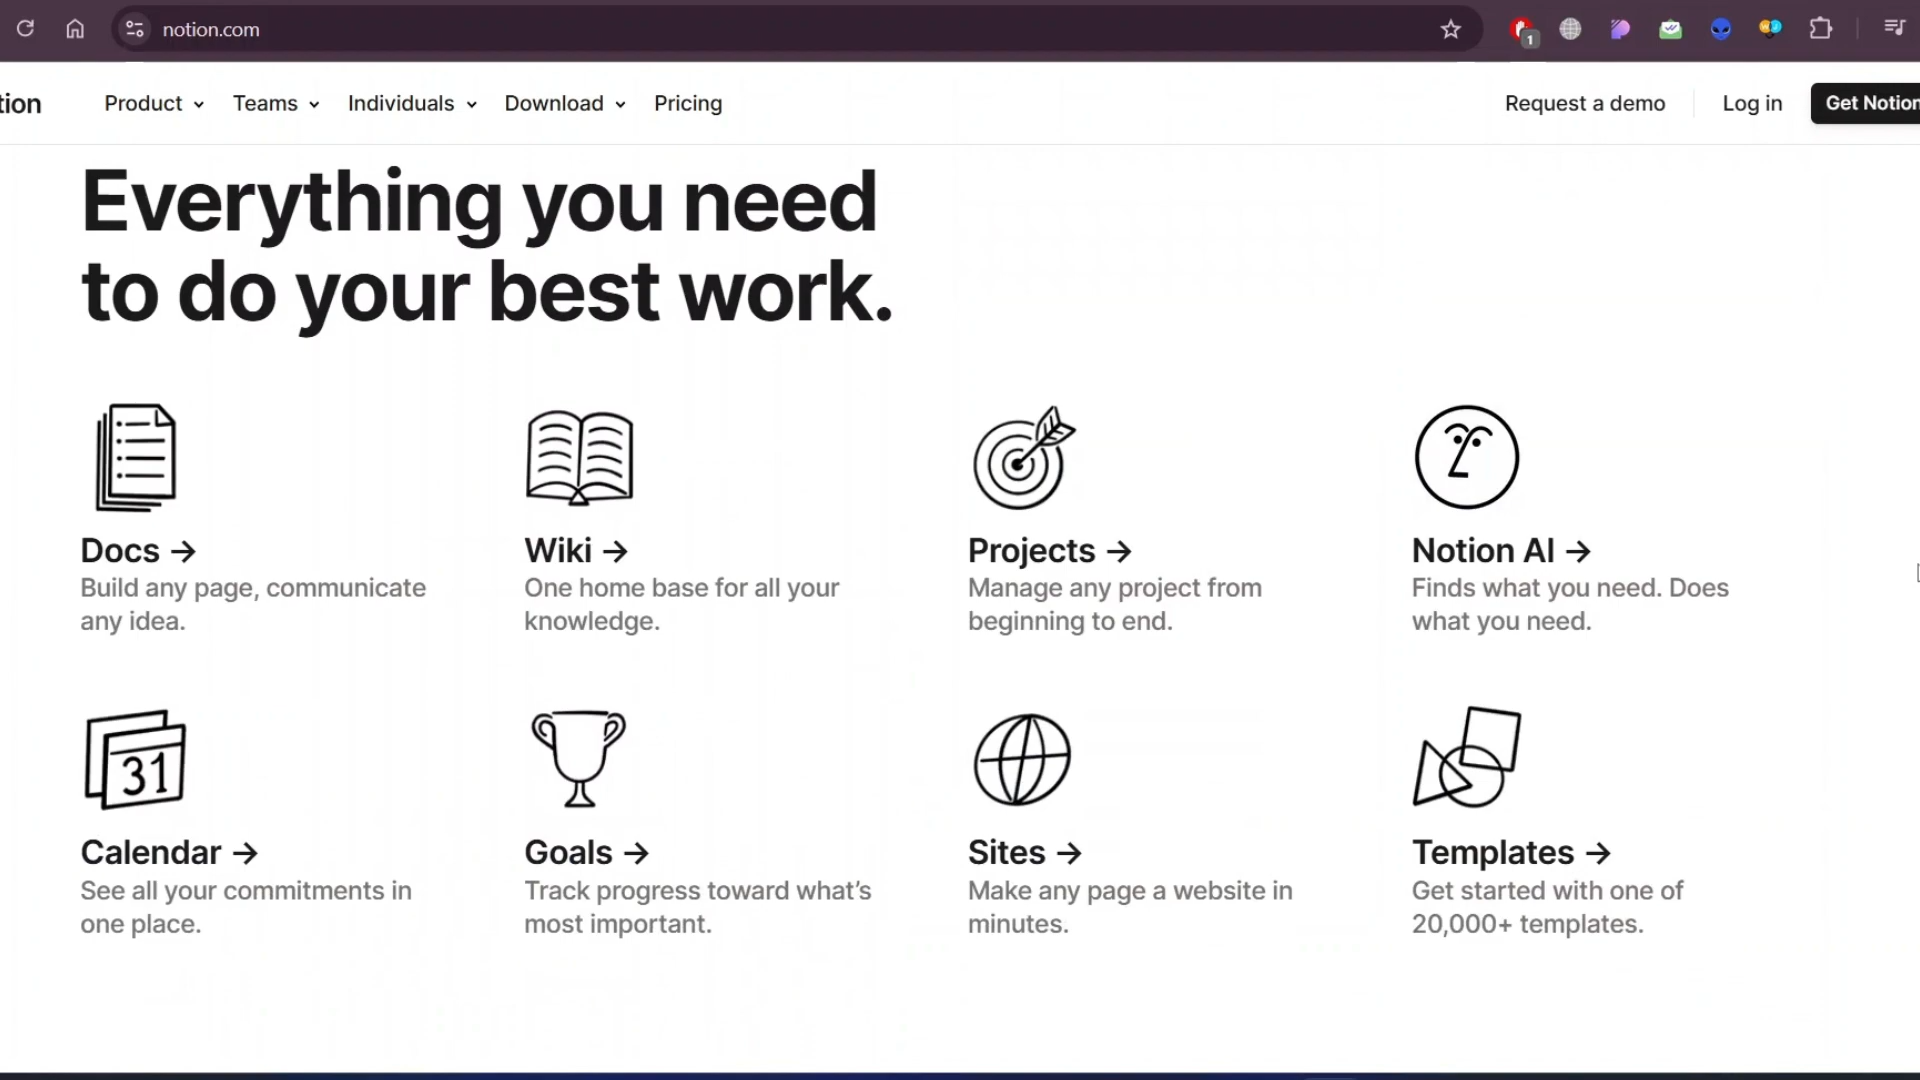 notion.com
1
tion
Product
Teams
Individuals
Download
Pricing
Request a demo
Log in
Get Notion
Everything you need
to do your best work.
Docs →
Build any page, communicate
any idea.
Wiki →
One home base for all your
knowledge.
Projects →
Manage any project from
beginning to end.
Notion AI →
Finds what you need. Does
what you need.
31
Calendar →
See all your commitments in
one place.
Goals →
Track progress toward what’s
most important.
Sites →
Make any page a website in
minutes.
Templates →
Get started with one of
20,000+ templates.